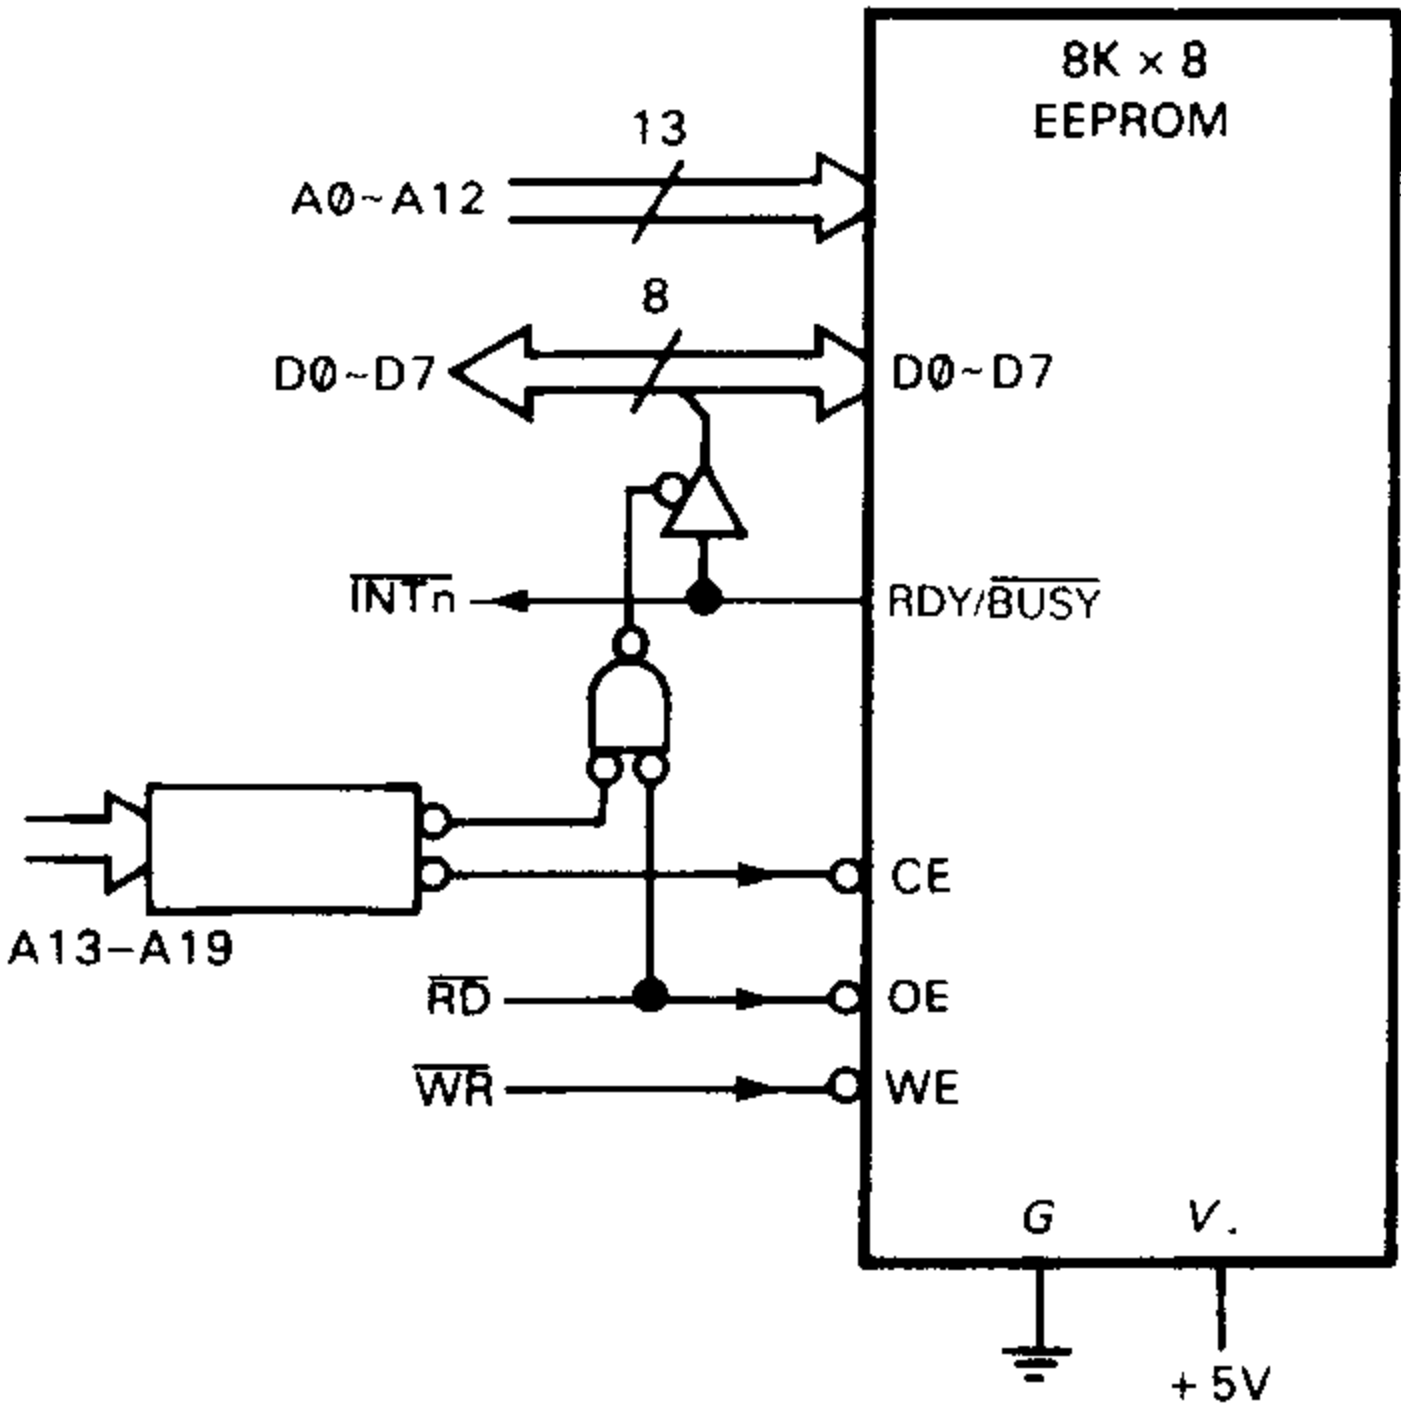 8K × 8
EEPROM
13
A0~A12
8
D0~D7
D0~D7
INTn
RDY/BUSY
CE
A13-A19
RD
OE
WR
WE
G
V.
+5V